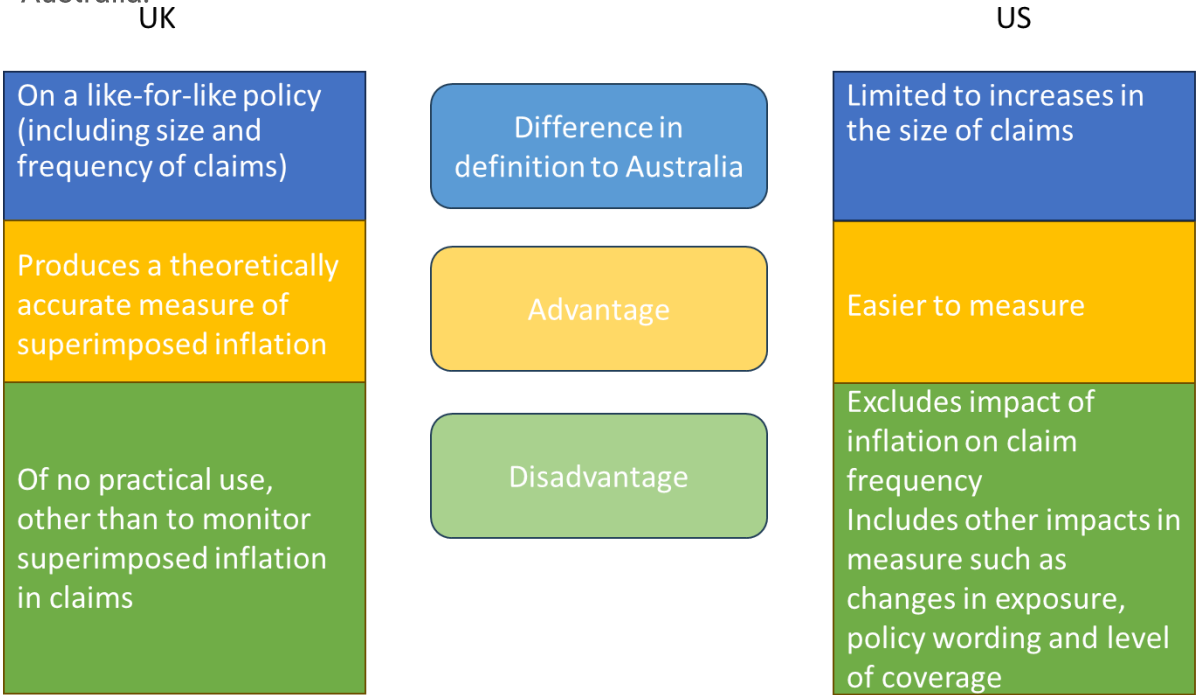 Australia.
UK
US
On a like-for-like policy
(including size and
frequency of claims)
Difference in
definition to Australia
Limited to increases in
the size of claims
Produces a theoretically
accurate measure of
superimposed inflation
Advantage
Easier to measure
Of no practical use,
other than to monitor
superimposed inflation
in claims
Disadvantage
Excludes impact of
inflation on claim
frequency
Includes other impacts in
measure such as
changes in exposure,
policy wording and level
of coverage